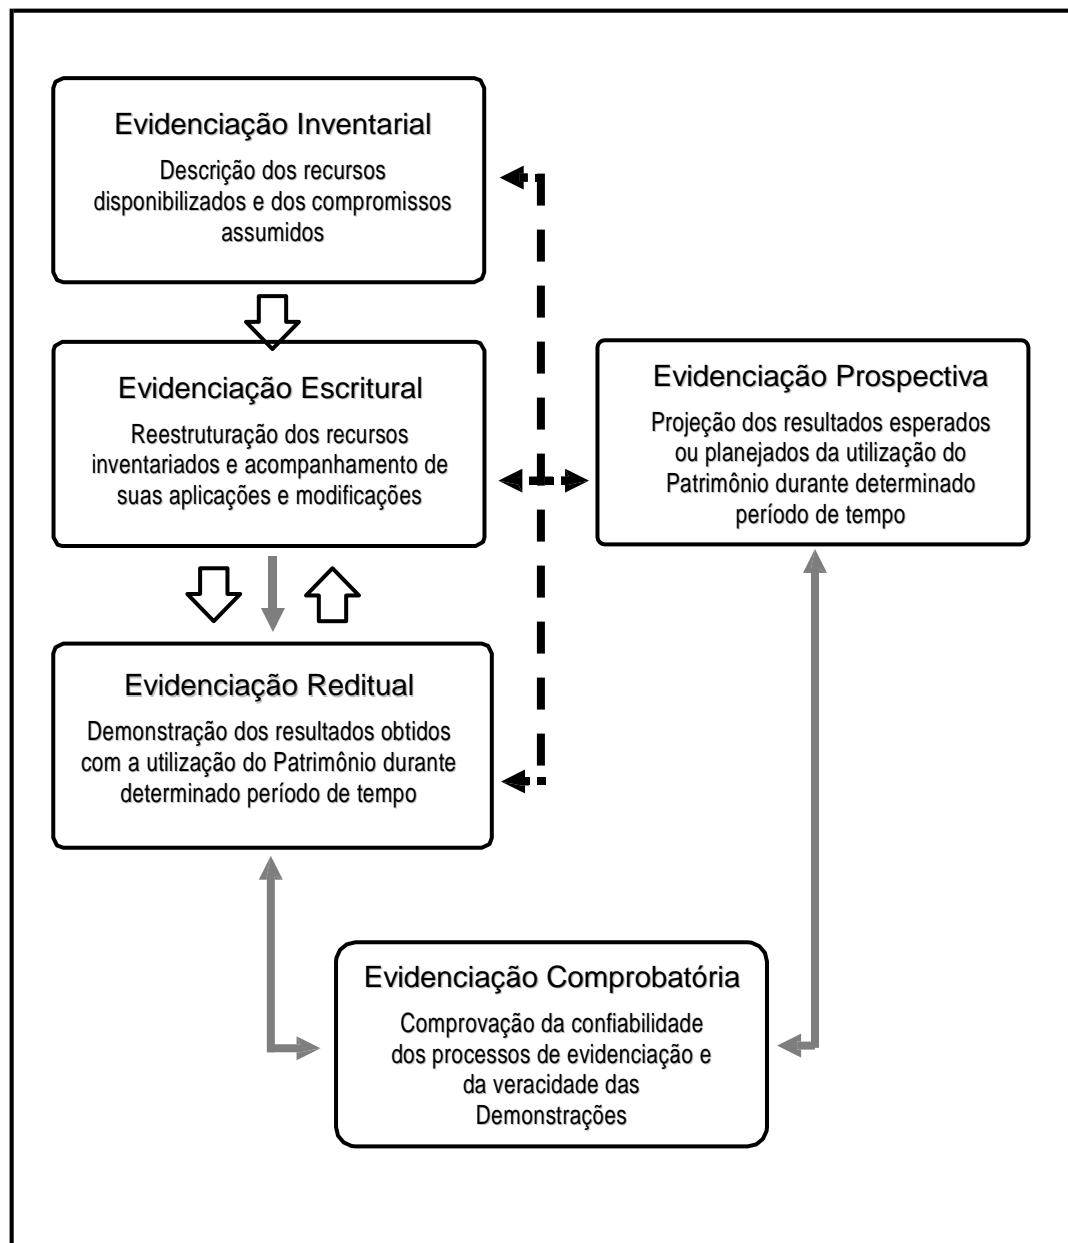 Evidenciação Inventarial
Descrição dos recursos
disponibilizados e dos compromissos
assumidos
Evidenciação Escritural
Reestruturação dos recursos
inventariados e acompanhamento de
suas aplicações e modificações
Evidenciação Prospectiva
Projeção dos resultados esperados
ou planejados da utilização do
Patrimônio durante determinado
período de tempo
Evidenciação Reditual
Demonstração dos resultados obtidos
com a utilização do Patrimônio durante
determinado período de tempo
Evidenciação Comprobatória
Comprovação da confiabilidade
dos processos de evidenciação e
da veracidade das
Demonstrações